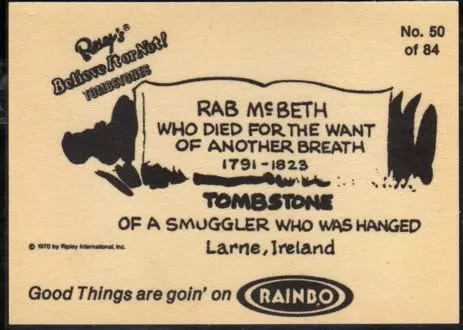 Ripley's®
Believe It or Not!
TOMBSTONES
No. 50
of 84
RAB McBETH
WHO DIED FOR THE WANT
OF ANOTHER BREATH
1791-1823
TOMBSTONE
OF A SMUGGLER WHO WAS HANGED
Larne, Ireland
© 1970 by Ripley International, Inc.
Good Things are goin' on RAINBO